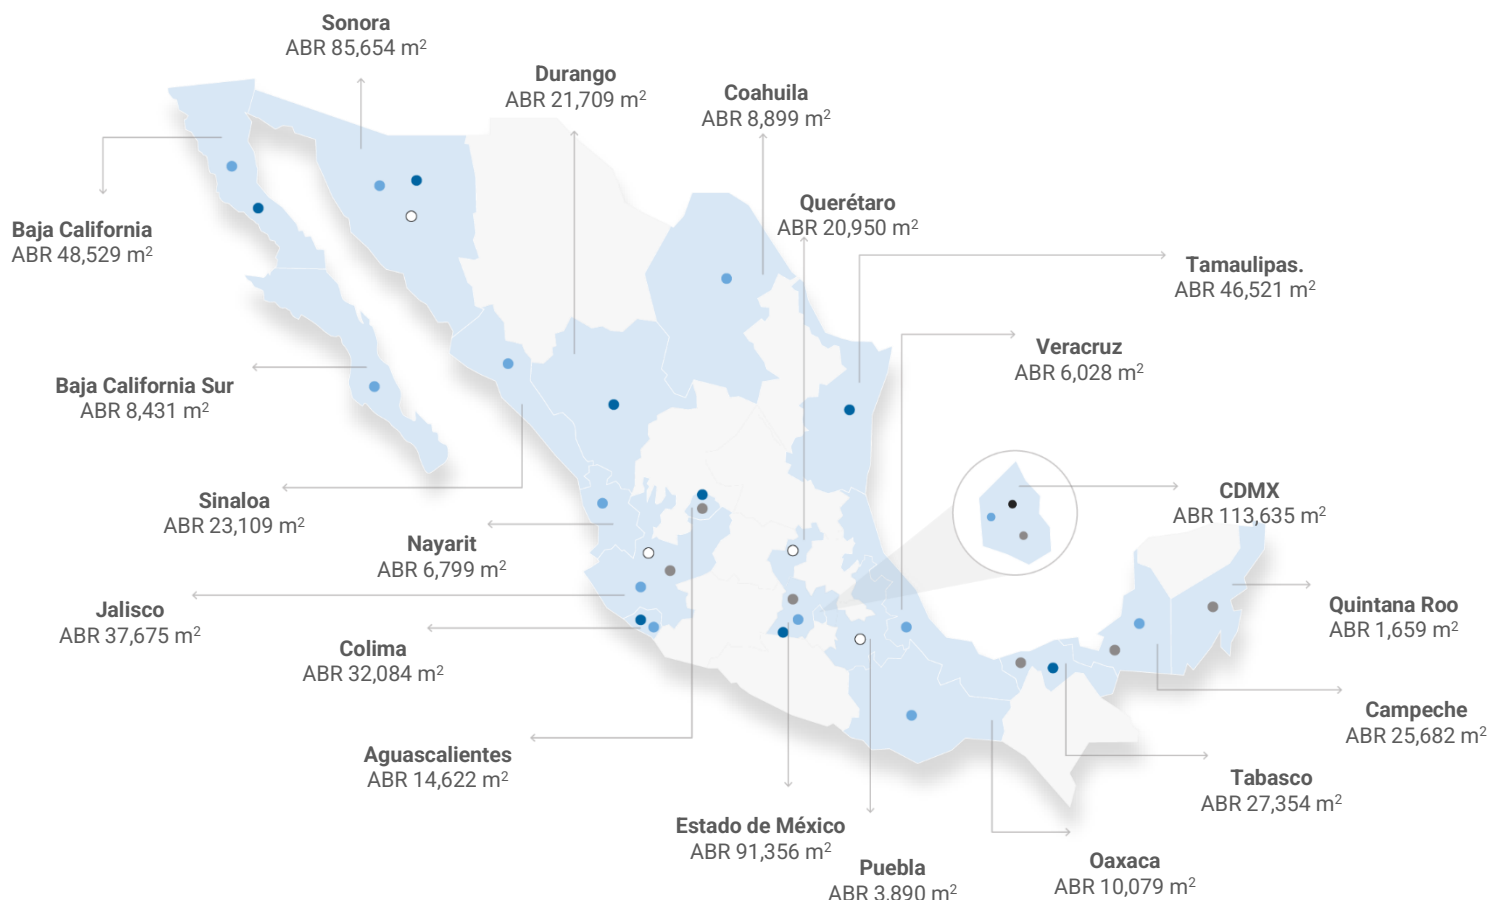 Sonora
ABR 85,654 m²
Durango
ABR 21,709 m²
Coahuila
ABR 8,899 m²
Querétaro
ABR 20,950 m²
Baja California
ABR 48,529 m²
Tamaulipas.
ABR 46,521 m²
Veracruz
ABR 6,028 m²
Baja California Sur
ABR 8,431 m²
Sinaloa
ABR 23,109 m²
CDMX
ABR 113,635 m²
Nayarit
ABR 6,799 m²
Jalisco
ABR 37,675 m²
Quintana Roo
ABR 1,659 m²
Colima
ABR 32,084 m²
Campeche
ABR 25,682 m²
Aguascalientes
ABR 14,622 m²
Tabasco
ABR 27,354 m²
Estado de México
ABR 91,356 m²
Puebla
ABR 3,890 m²
Oaxaca
ABR 10,079 m²